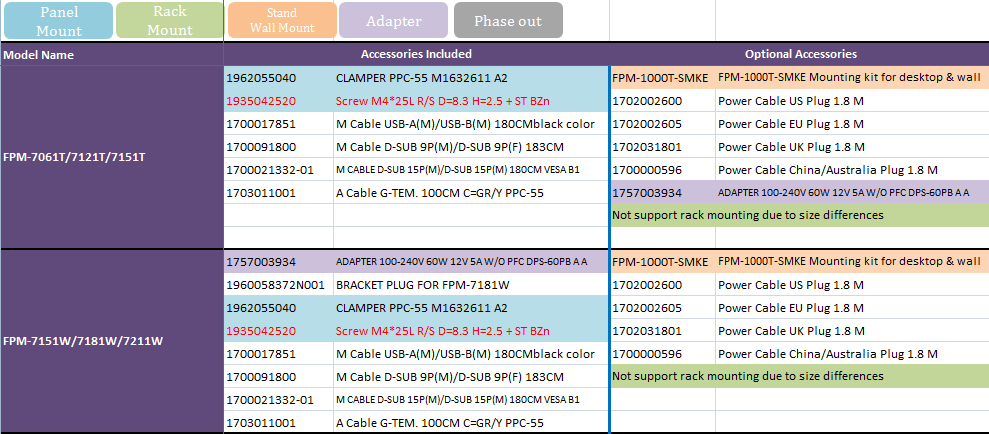 Panel Mount
Rack Mount
Stand Wall Mount
Adapter
Phase out
Model Name Accessories Included Optional Accessories
FPM-7061T/7121T/7151T
1962055040 CLAMPER PPC-55 M1632611 A2 FPM-1000T-SMKE FPM-1000T-SMKE Mounting kit for desktop & wall
1935042520 Screw M4*25L R/S D=8.3 H=2.5 + ST BZn 1702002600 Power Cable US Plug 1.8 M
1700017851 M Cable USB-A(M)/USB-B(M) 180CMblack color 1702002605 Power Cable EU Plug 1.8 M
1700091800 M Cable D-SUB 9P(M)/D-SUB 9P(F) 183CM 1702031801 Power Cable UK Plug 1.8 M
1700021332-01 M CABLE D-SUB 15P(M)/D-SUB 15P(M) 180CM VESA B1 1700000596 Power Cable China/Australia Plug 1.8 M
1703011001 A Cable G-TEM. 100CM C=GR/Y PPC-55 1757003934 ADAPTER 100-240V 60W 12V 5A W/O PFC DPS-60PB A A
Not support rack mounting due to size differences
FPM-7151W/7181W/7211W
1757003934 ADAPTER 100-240V 60W 12V 5A W/O PFC DPS-60PB A A FPM-1000T-SMKE FPM-1000T-SMKE Mounting kit for desktop & wall
1960058372N001 BRACKET PLUG FOR FPM-7181W 1702002600 Power Cable US Plug 1.8 M
1962055040 CLAMPER PPC-55 M1632611 A2 1702002605 Power Cable EU Plug 1.8 M
1935042520 Screw M4*25L R/S D=8.3 H=2.5 + ST BZn 1702031801 Power Cable UK Plug 1.8 M
1700017851 M Cable USB-A(M)/USB-B(M) 180CMblack color 1700000596 Power Cable China/Australia Plug 1.8 M
1700091800 M Cable D-SUB 9P(M)/D-SUB 9P(F) 183CM Not support rack mounting due to size differences
1700021332-01 M CABLE D-SUB 15P(M)/D-SUB 15P(M) 180CM VESA B1
1703011001 A Cable G-TEM. 100CM C=GR/Y PPC-55